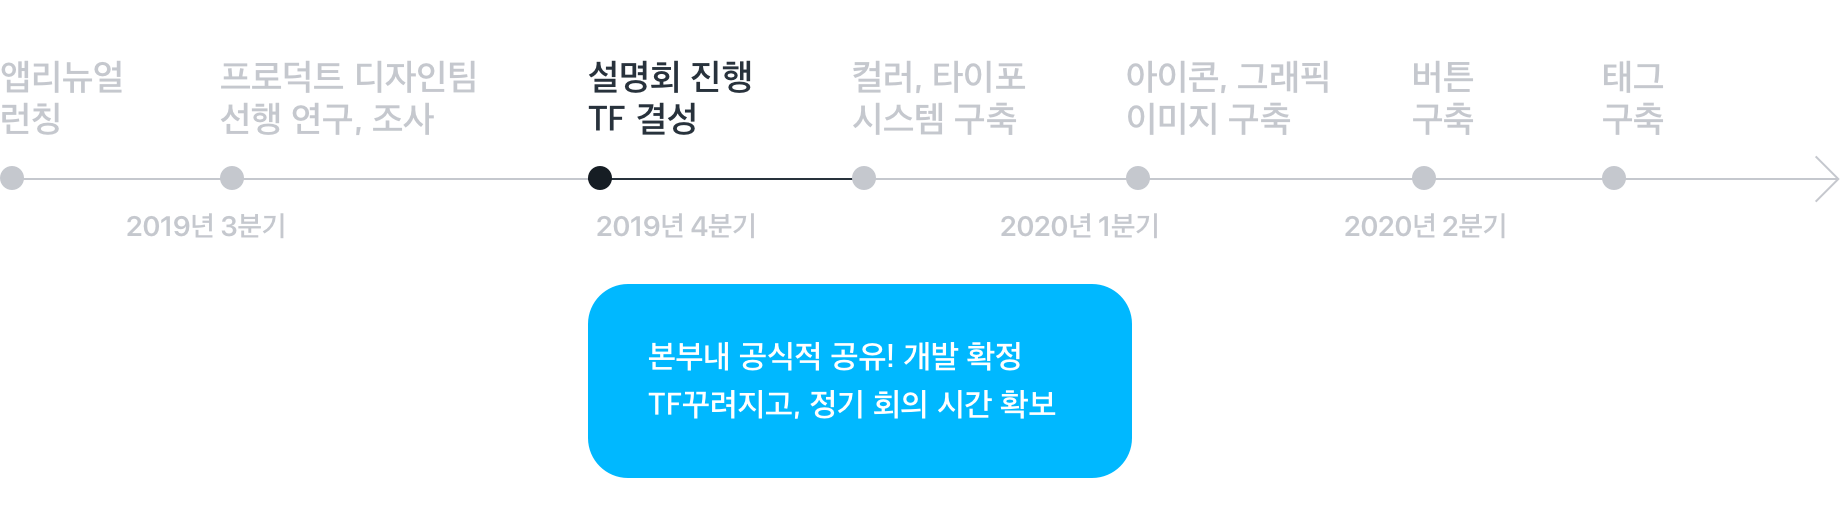 앱리뉴얼
런칭
프로덕트 디자인팀
선행 연구, 조사
설명회 진행
TF 결성
컬러, 타이포
시스템 구축
아이콘, 그래픽
이미지 구축
버튼
구축
태그
구축
2019년 3분기
2019년 4분기
2020년 1분기
2020년 2분기
본부내 공식적 공유! 개발 확정
TF꾸려지고, 정기 회의 시간 확보